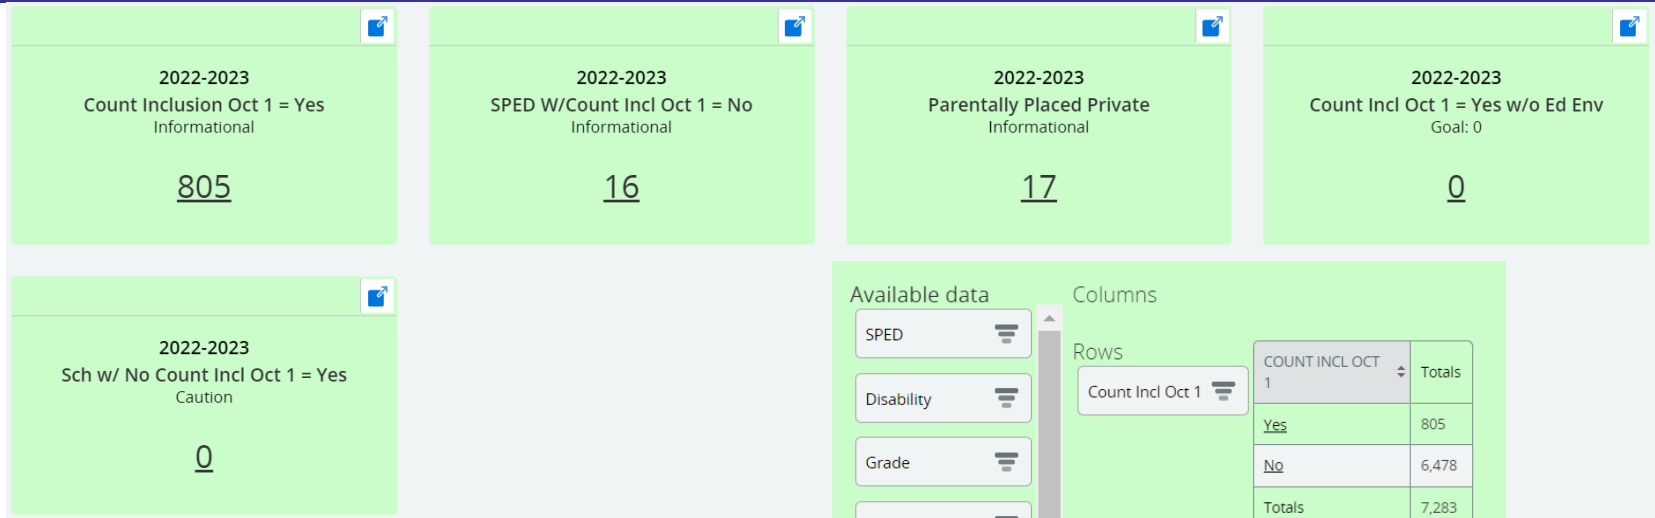 2022-2023
Count Inclusion Oct 1 = Yes
Informational
805
2022-2023
SPED W/Count Incl Oct 1 = No
Informational
16
2022-2023
Parentally Placed Private
Informational
17
2022-2023
Count Incl Oct 1 = Yes w/o Ed Env
Goal: 0
0
2022-2023
Sch w/ No Count Incl Oct 1 = Yes
Caution
0
Available data
SPED
Disability
Grade
Columns
Rows
Count Incl Oct 1
COUNT INCL OCT
1
Totals
Yes 805
No 6,478
Totals 7,283